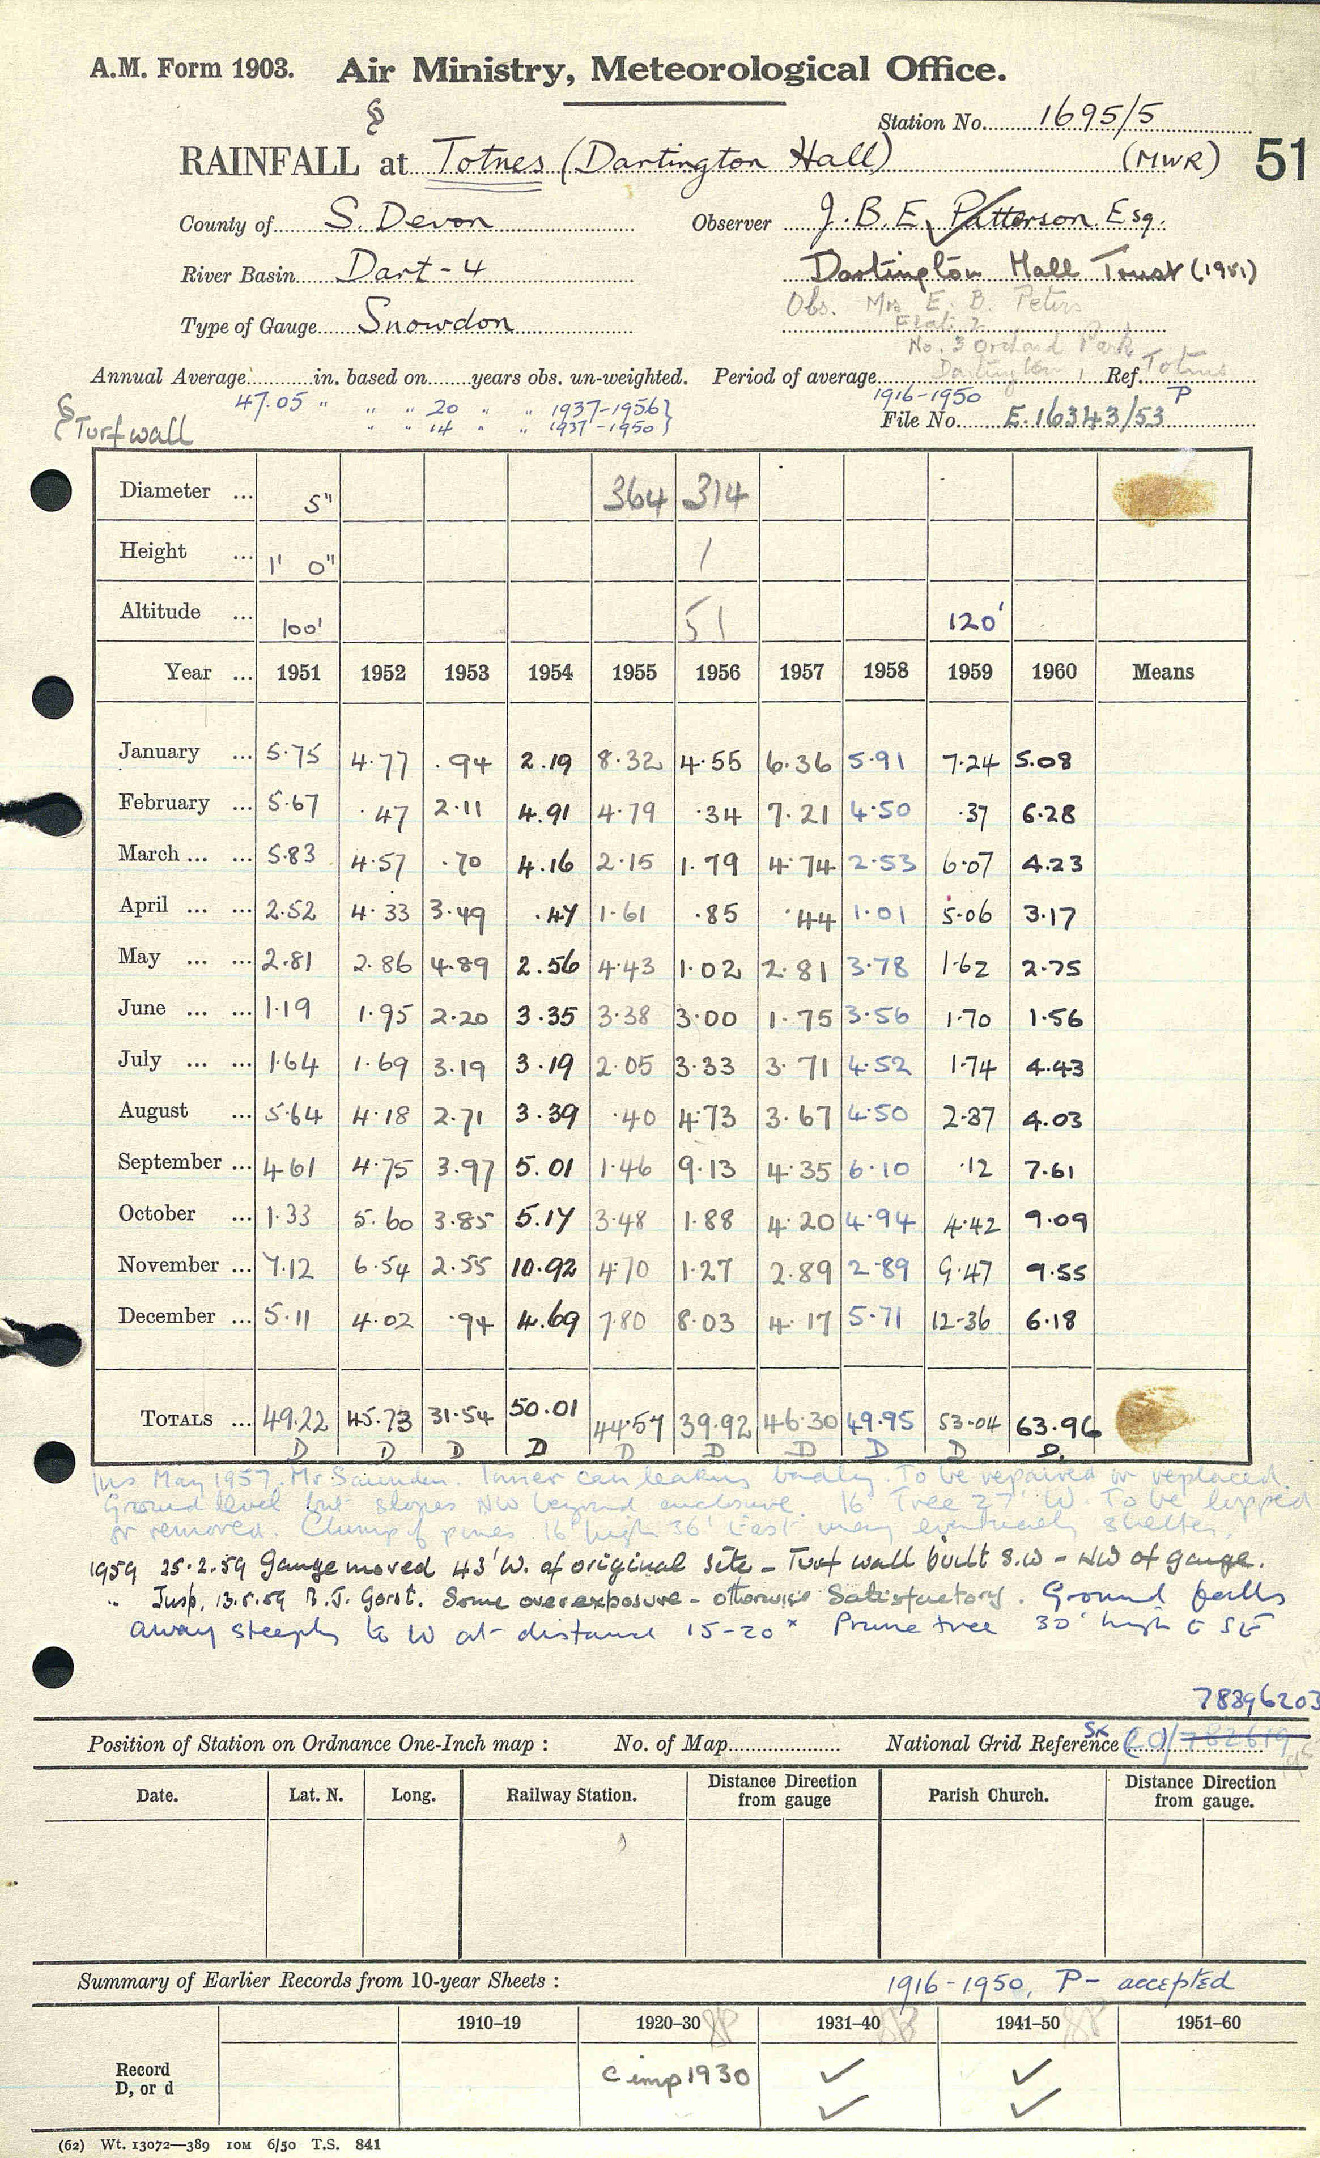 A.M. Form 1903. Air Ministry, Meteorological Office.
Station No. 1695/5
RAINFALL at Totnes (Dartington Hall) (MWR) 51
County of S. Devon Observer J.B.E. Patterson Esq.
River Basin Dart-4 Dartington Hall Trust (1951)
Type of Gauge Snowdon Obs. Mrs E. B. Peters
Flat 2
No. 3 Orchard Park
Dartington, Totnes
Annual Average in. based on years obs. un-weighted. Period of average Ref.
47.05 " " " 20 " " 1937-1956} 1916-1950 P
Turf wall " " 14 " " 1937-1950} File No. E.16343/53
Diameter ... 5" 364 314
Height ... 1' 0" 1
Altitude ... 100' 51 120'
Year ... 1951 1952 1953 1954 1955 1956 1957 1958 1959 1960 Means
January ... 5.75 4.77 .94 2.19 8.32 4.55 6.36 5.91 7.24 5.08
February ... 5.67 .47 2.11 4.91 4.79 .34 7.21 4.50 .37 6.28
March ... ... 5.83 4.57 .70 4.16 2.15 1.79 4.74 2.53 6.07 4.23
April ... ... 2.52 4.33 3.49 .47 1.61 .85 .44 1.01 5.06 3.17
May ... ... 2.81 2.86 4.89 2.56 4.43 1.02 2.81 3.78 1.62 2.75
June ... ... 1.19 1.95 2.20 3.35 3.38 3.00 1.75 3.56 1.70 1.56
July ... ... 1.64 1.69 3.19 3.19 2.05 3.33 3.71 4.52 1.74 4.43
August ... 5.64 4.18 2.71 3.39 .40 4.73 3.67 4.50 2.87 4.03
September ... 4.61 4.75 3.97 5.01 1.46 9.13 4.35 6.10 .12 7.61
October ... 1.33 5.60 3.85 5.17 3.48 1.88 4.20 4.94 4.42 9.09
November ... 7.12 6.54 2.55 10.92 4.70 1.27 2.89 2.89 9.47 9.55
December ... 5.11 4.02 .94 4.69 7.80 8.03 4.17 5.71 12.36 6.18
TOTALS ... 49.22 45.73 31.54 50.01 44.57 39.92 46.30 49.95 53.04 63.96
D D D D D D D D D D.
Ins May 1957. Mr Saunders. Inner can leaking badly. To be repaired or replaced.
Ground level but slopes NW beyond enclosure. 16' Tree 27' W. To be lopped
or removed. Clump of pines 16' high 36' East may eventually shelter.
1959 25.2.59 Gauge moved 43' W. of original site - Turf wall built S.W - NW of gauge.
" Insp. 13.5.59 R.J. Gorst. Some overexposure - otherwise Satisfactory. Ground falls
away steeply to W at distance 15-20 x Prune tree 30' high E SE
78396203
Position of Station on Ordnance One-Inch map : No. of Map National Grid Reference SX (20)/782619
Date. Lat. N. Long. Railway Station. Distance from gauge Direction Parish Church. Distance from gauge. Direction
Summary of Earlier Records from 10-year Sheets : 1916-1950, P- accepted
1910–19 1920–30 1931–40 1941–50 1951–60
Record
D, or d c imp 1930 ✓ ✓
✓ ✓
(62) Wt. 13072—389 10M 6/50 T.S. 841